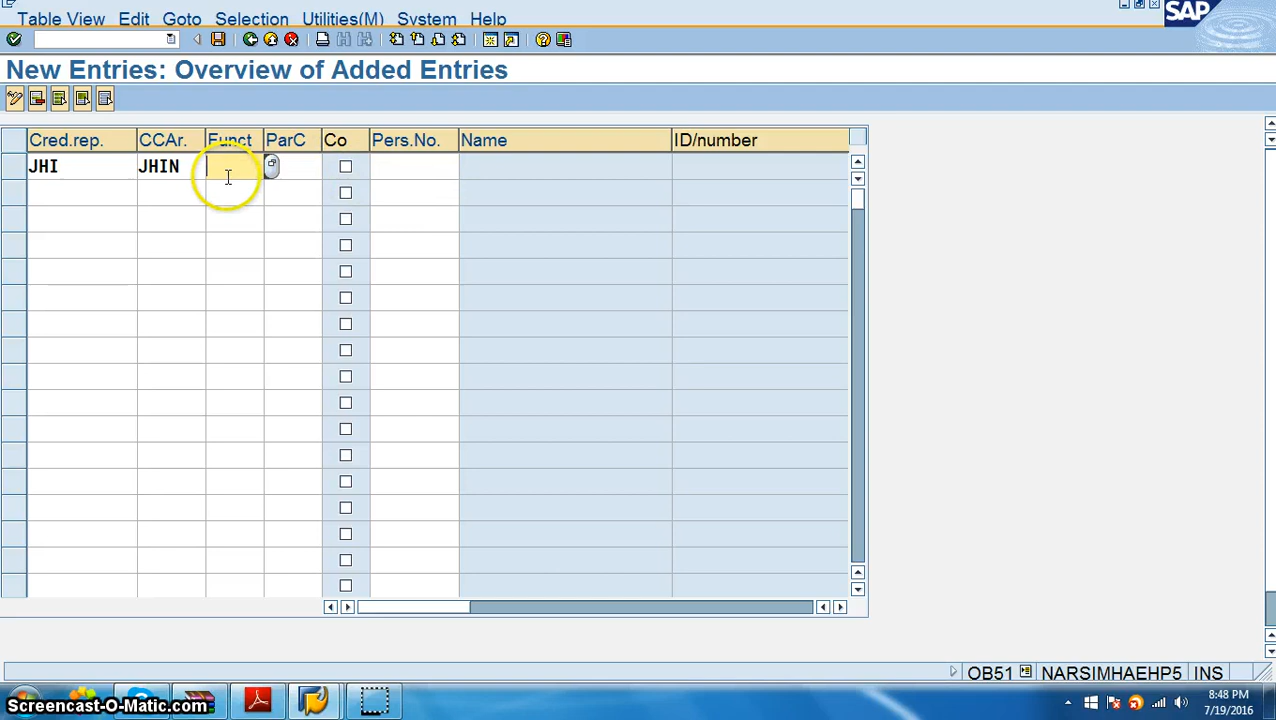 Table View Edit Goto Selection Utilities(M) System Help
SAP
New Entries: Overview of Added Entries
Cred.rep. CCAr. Funct ParC Co Pers.No. Name ID/number
JHI JHIN
OB51 NARSIMHAEHP5 INS
Screencast-O-Matic.com
8:48 PM
7/19/2016